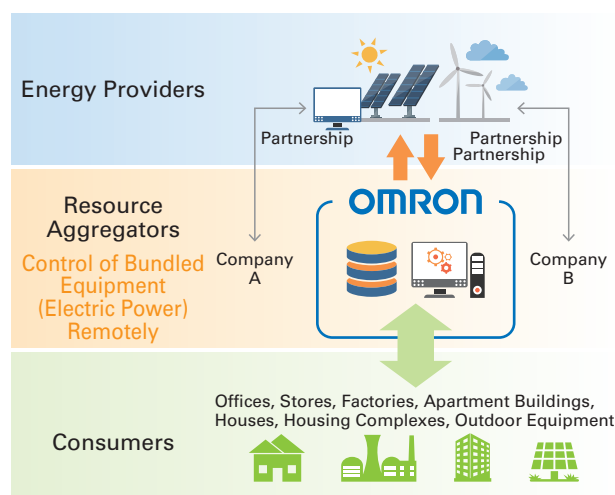 Energy Providers
Partnership
Partnership
Partnership
Resource
Aggregators
Control of Bundled
Equipment
(Electric Power)
Remotely
Company
A
OMRON
Company
B
Consumers
Offices, Stores, Factories, Apartment Buildings,
Houses, Housing Complexes, Outdoor Equipment